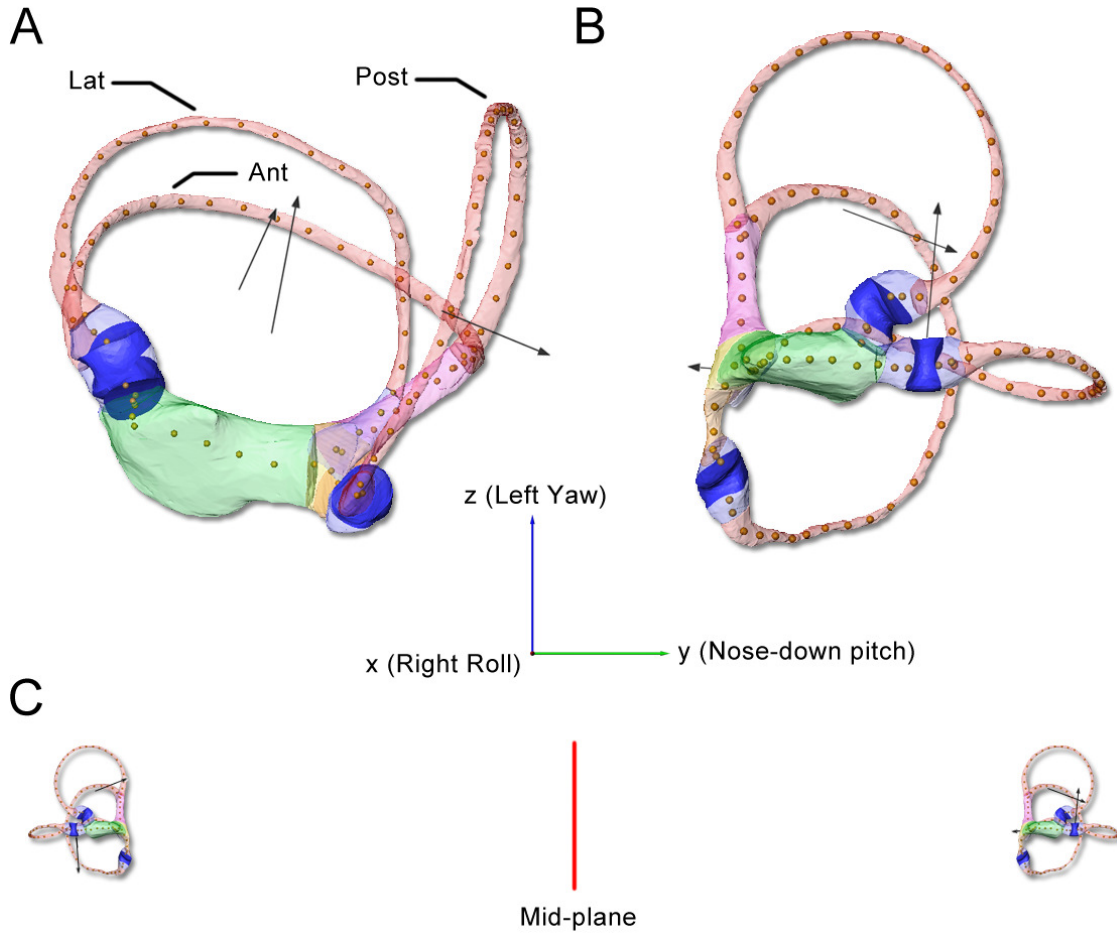 A
B
Lat
Post
Ant
z (Left Yaw)
x (Right Roll)
y (Nose-down pitch)
C
Mid-plane